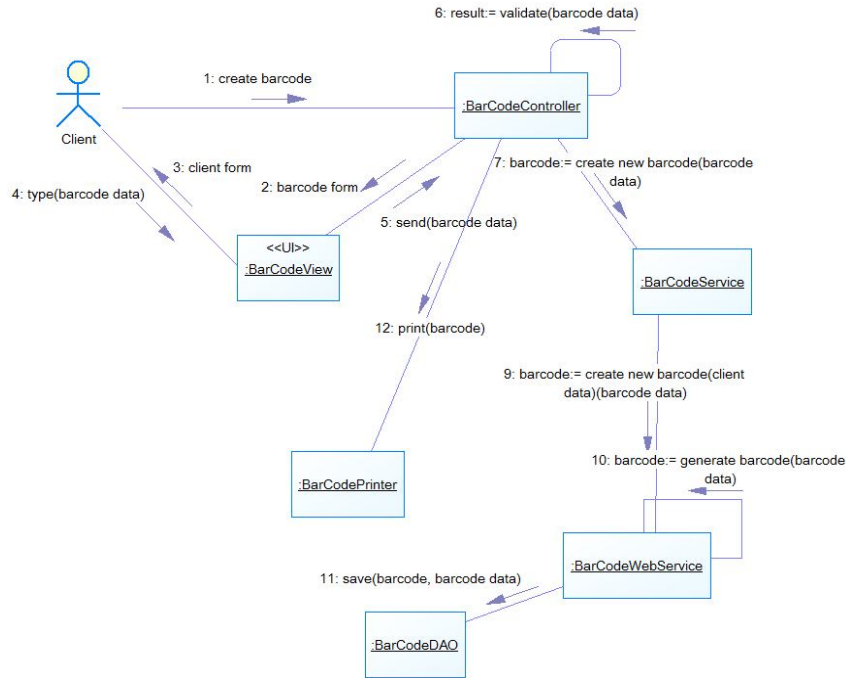 6: result:= validate(barcode data)
1: create barcode
:BarCodeController
Client
3: client form
7: barcode:= create new barcode(barcode
data)
4: type(barcode data)
2: barcode form
5: send(barcode data)
<<UI>>
:BarCodeView
:BarCodeService
12: print(barcode)
9: barcode:= create new barcode(client
data)(barcode data)
10: barcode:= generate barcode(barcode
data)
:BarCodePrinter
:BarCodeWebService
11: save(barcode, barcode data)
:BarCodeDAO